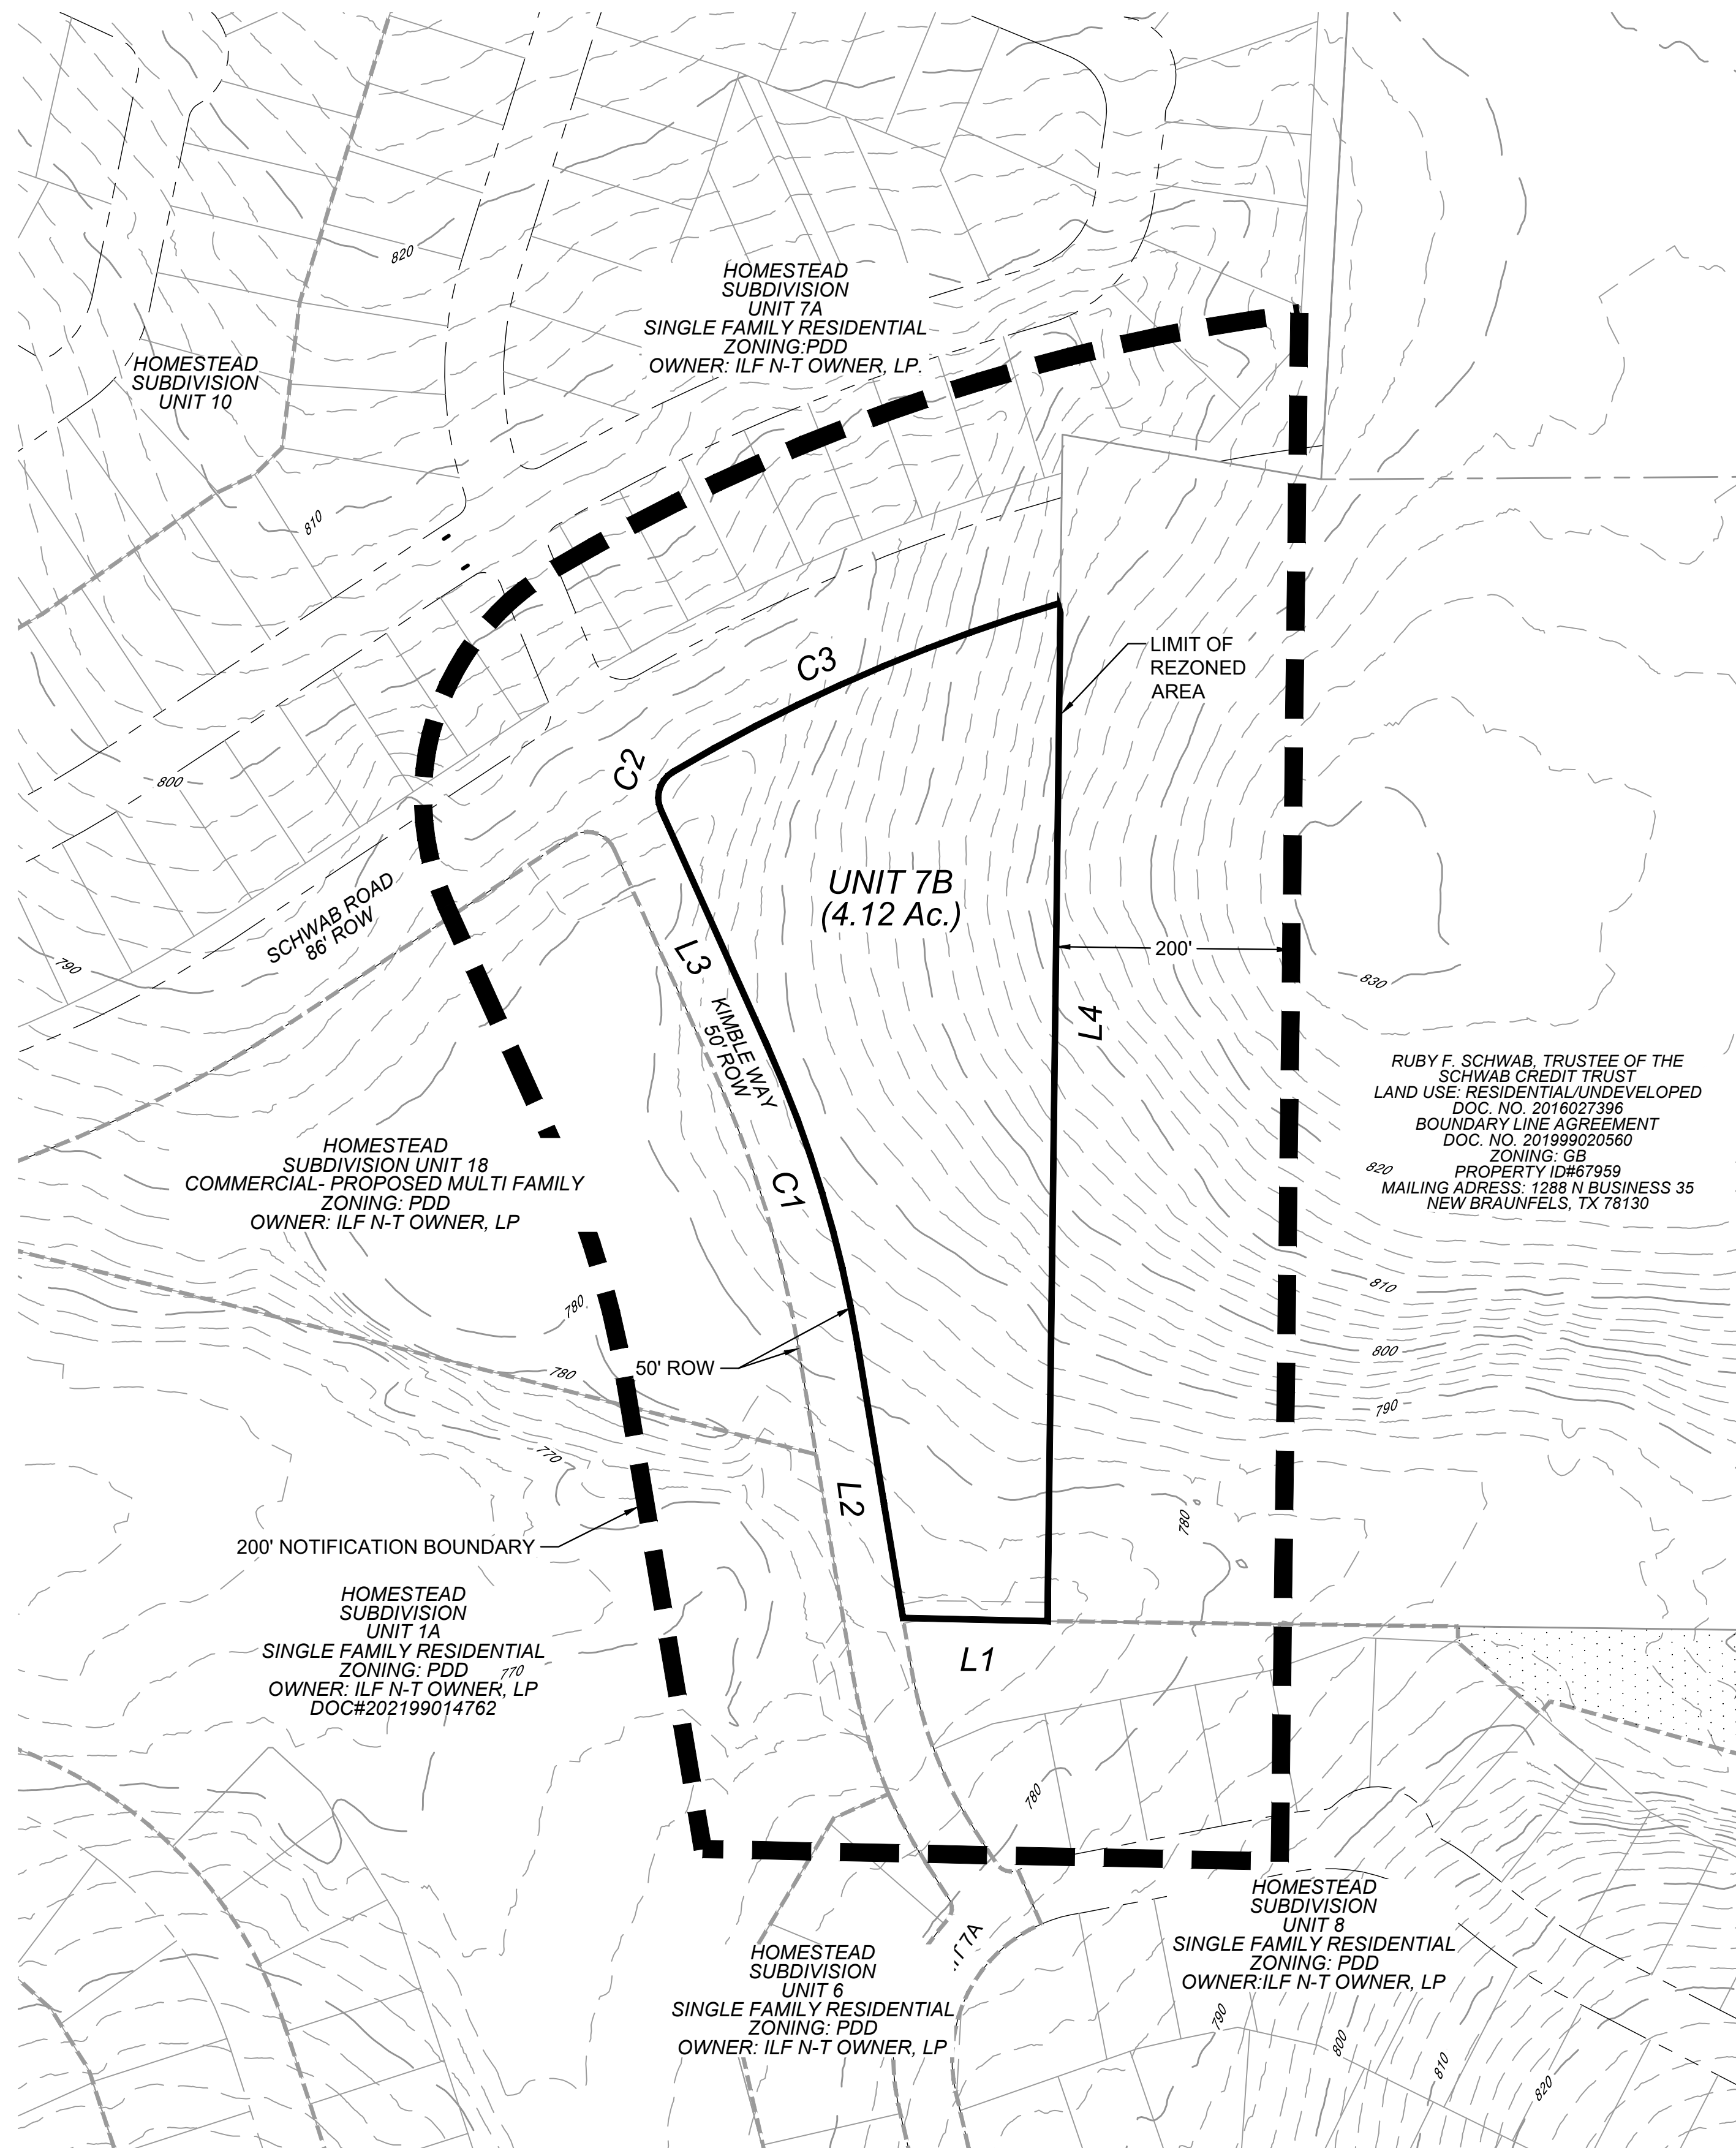 820
HOMESTEAD
SUBDIVISION
UNIT 7A
SINGLE FAMILY RESIDENTIAL
ZONING:PDD
OWNER: ILF N-T OWNER, LP.
HOMESTEAD
SUBDIVISION
UNIT 10
810
LIMIT OF
REZONED
AREA
C3
C2
800
UNIT 7B
(4.12 Ac.)
SCHWAB ROAD
86' ROW
790
L3
200'
830
KIMBLE WAY
50' ROW
L4
RUBY F. SCHWAB, TRUSTEE OF THE
SCHWAB CREDIT TRUST
LAND USE: RESIDENTIAL/UNDEVELOPED
DOC. NO. 2016027396
BOUNDARY LINE AGREEMENT
DOC. NO. 201999020560
ZONING: GB
PROPERTY ID#67959
MAILING ADRESS: 1288 N BUSINESS 35
NEW BRAUNFELS, TX 78130
820
HOMESTEAD
SUBDIVISION UNIT 18
COMMERCIAL- PROPOSED MULTI FAMILY
ZONING: PDD
OWNER: ILF N-T OWNER, LP
C1
810
780
800
50' ROW
780
790
770
L2
780
200' NOTIFICATION BOUNDARY
HOMESTEAD
SUBDIVISION
UNIT 1A
SINGLE FAMILY RESIDENTIAL
ZONING: PDD
770
OWNER: ILF N-T OWNER, LP
DOC#202199014762
L1
780
HOMESTEAD
SUBDIVISION
UNIT 8
SINGLE FAMILY RESIDENTIAL
ZONING: PDD
OWNER:ILF N-T OWNER, LP
7A
HOMESTEAD
SUBDIVISION
UNIT 6
SINGLE FAMILY RESIDENTIAL
ZONING: PDD
OWNER: ILF N-T OWNER, LP
790
800
810
820